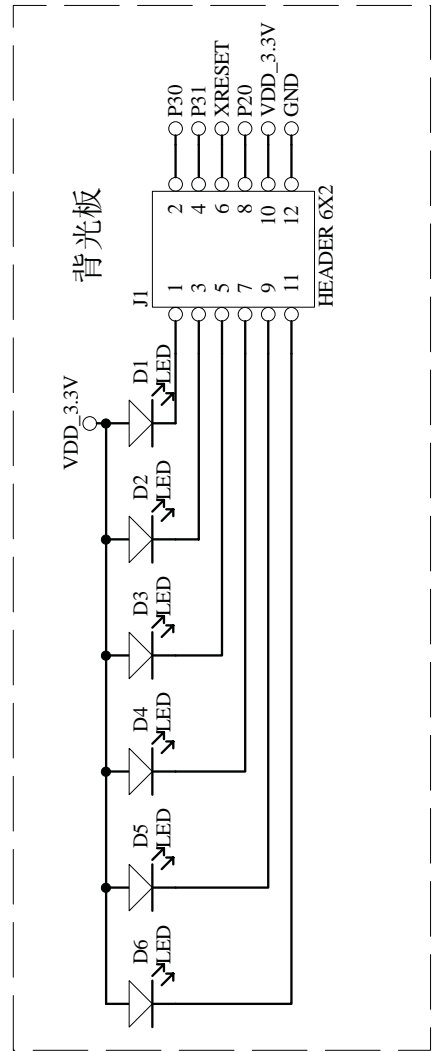 背光板
VDD_3.3V
D6
LED
D5
LED
D4
LED
D3
LED
D2
LED
D1
LED
J1
1 2
3 4
5 6
7 8
9 10
11 12
HEADER 6X2
P30
P31
XRESET
P20
VDD_3.3V
GND